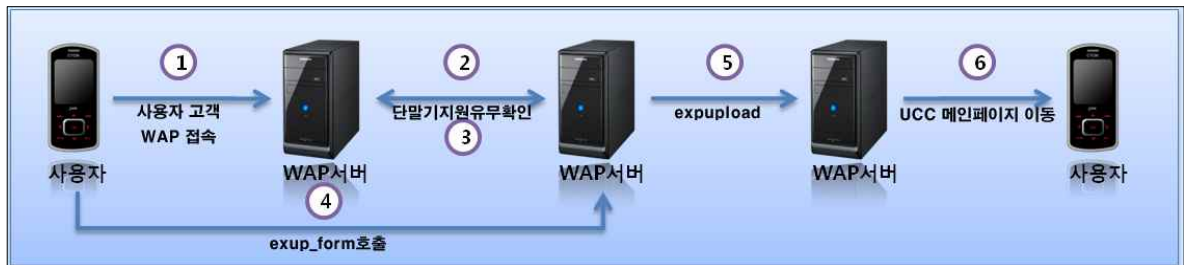 1
2
5
6
사용자 고객
WAP 접속
단말기지원유무확인
expupload
UCC 메인페이지 이동
3
사용자
WAP서버
WAP서버
WAP서버
사용자
4
exup_form호출